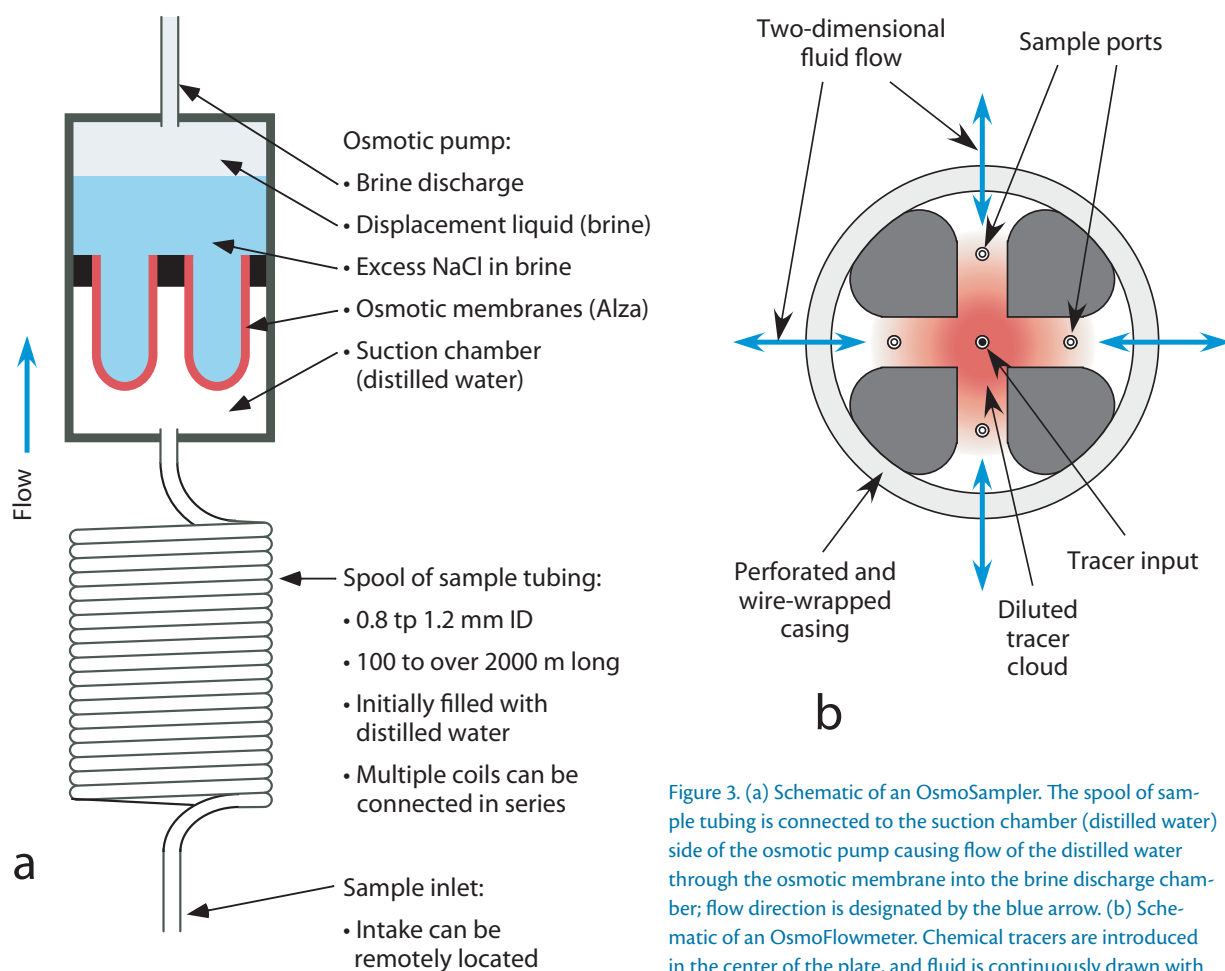 Osmotic pump:
• Brine discharge
• Displacement liquid (brine)
• Excess NaCl in brine
• Osmotic membranes (Alza)
• Suction chamber
(distilled water)
Flow
Spool of sample tubing:
• 0.8 tp 1.2 mm ID
• 100 to over 2000 m long
• Initially filled with
distilled water
• Multiple coils can be
connected in series
a
Sample inlet:
• Intake can be
remotely located
Two-dimensional
fluid flow
Sample ports
Perforated and
wire-wrapped
casing
Diluted
tracer
cloud
Tracer input
b
Figure 3. (a) Schematic of an OsmoSampler. The spool of sam-
ple tubing is connected to the suction chamber (distilled water)
side of the osmotic pump causing flow of the distilled water
through the osmotic membrane into the brine discharge cham-
ber; flow direction is designated by the blue arrow. (b) Sche-
matic of an OsmoFlowmeter. Chemical tracers are introduced
in the center of the plate, and fluid is continuously drawn with